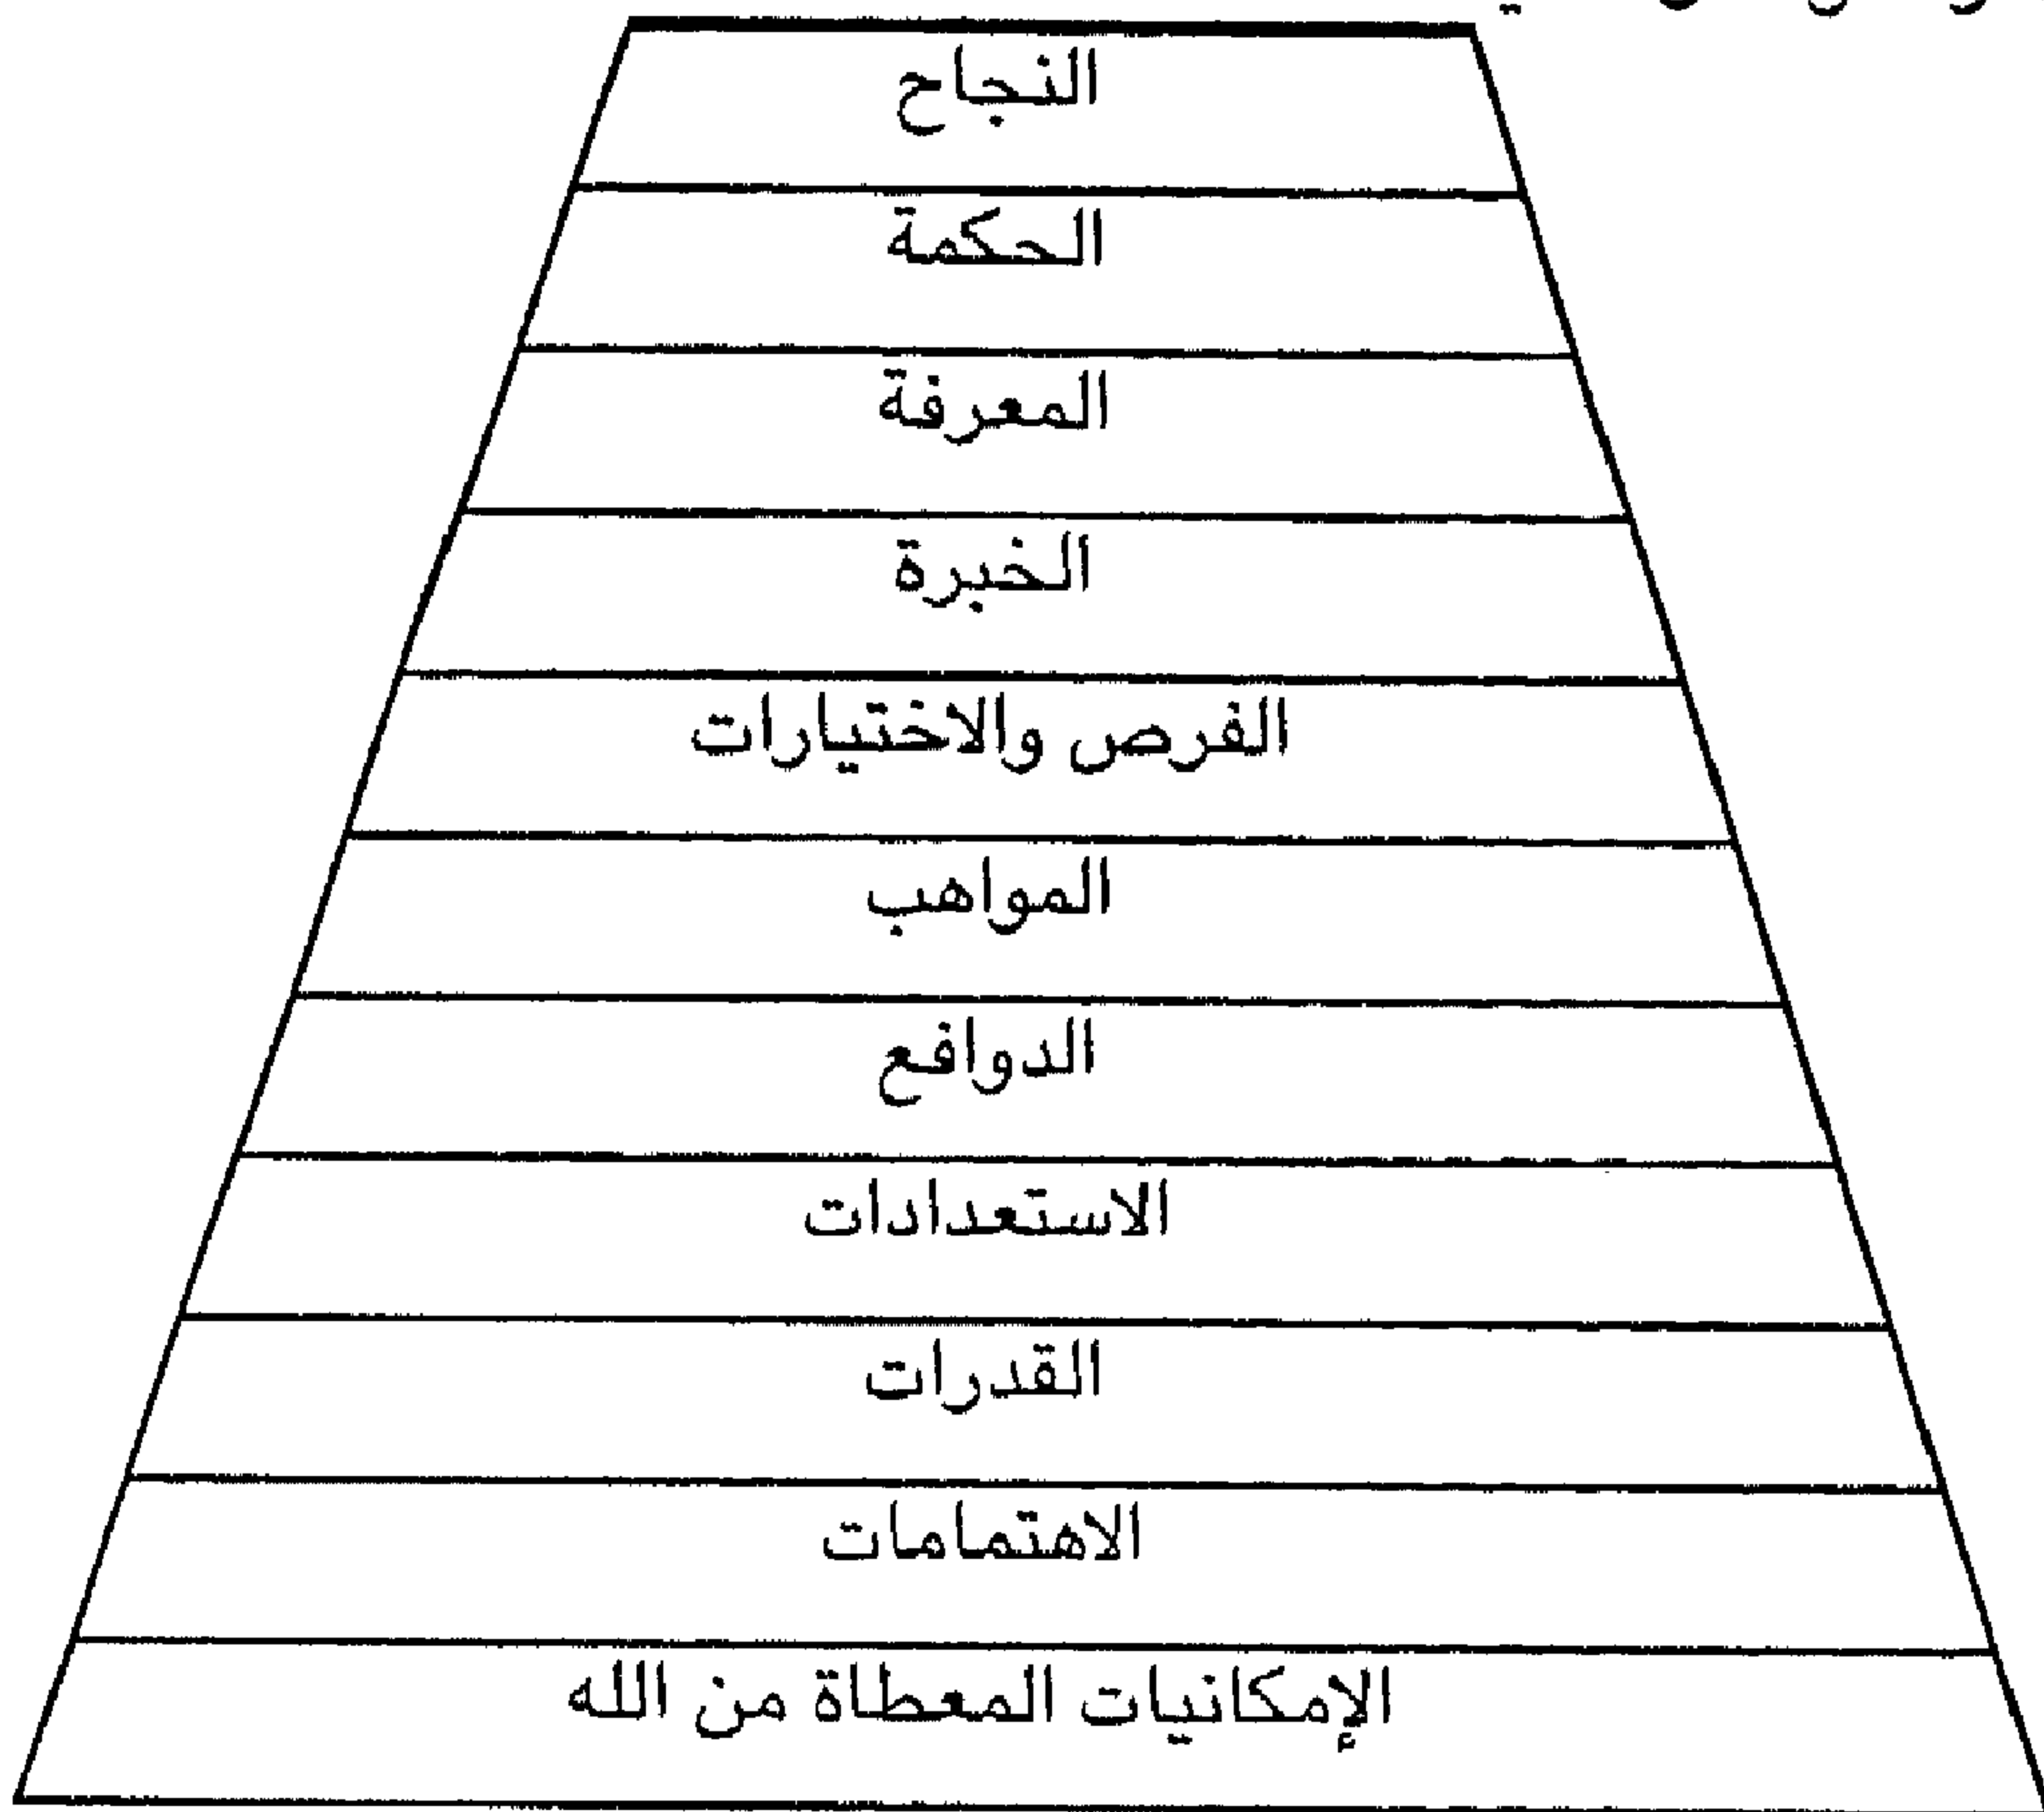 النجاح
الحكمة
المعرفة
الخبرة
الفرص والاختيارات
المواهب
الدوافع
الاستعدادات
القدرات
الاهتمامات
الإمكانيات المعطاة من الله